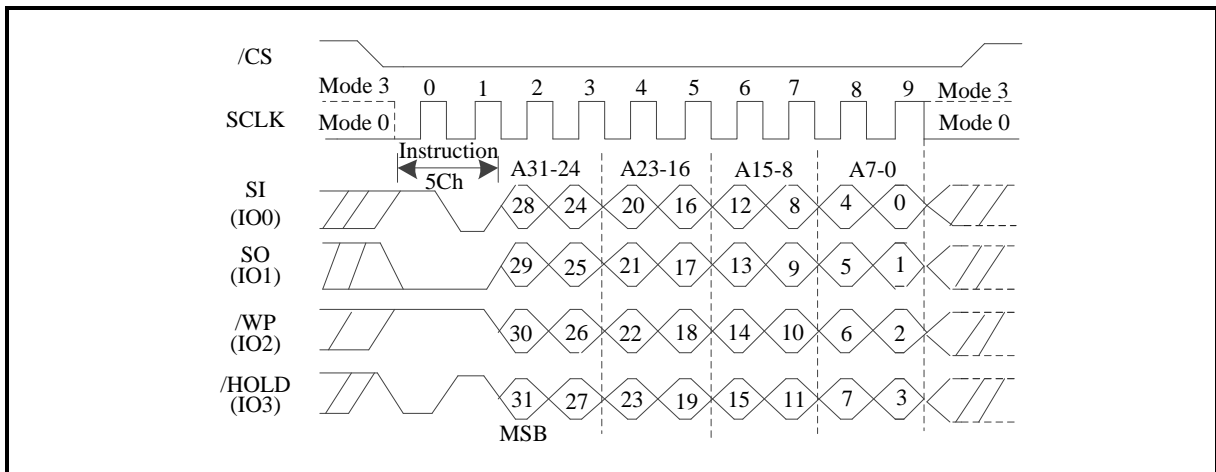 /CS
Mode 3 0 1 2 3 4 5 6 7 8 9 Mode 3
SCLK Mode 0 Mode 0
Instruction
5Ch
A31-24 A23-16 A15-8 A7-0
SI
(IO0)
28 24 20 16 12 8 4 0
SO
(IO1)
29 25 21 17 13 9 5 1
/WP
(IO2)
30 26 22 18 14 10 6 2
/HOLD
(IO3)
31 27 23 19 15 11 7 3
MSB